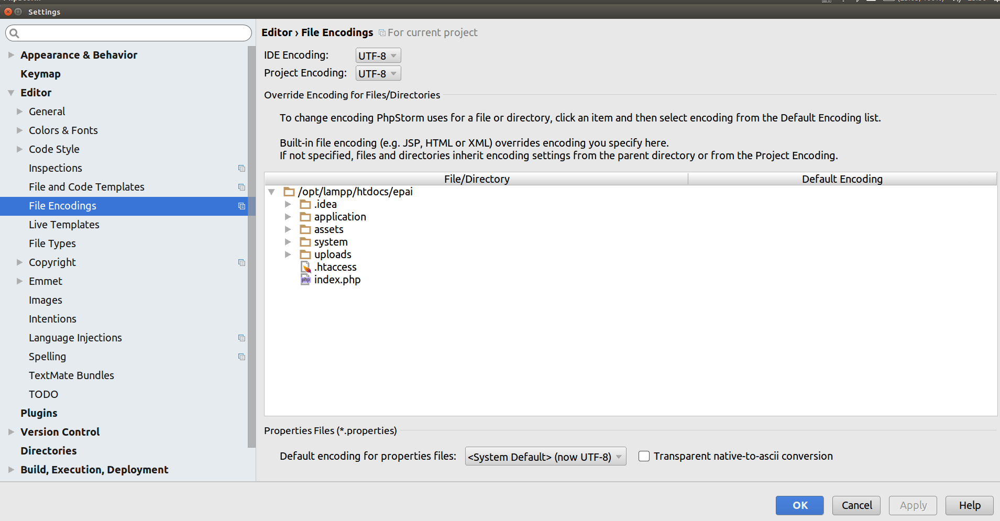 Settings
Appearance & Behavior
Keymap
Editor
General
Colors & Fonts
Code Style
Inspections
File and Code Templates
File Encodings
Live Templates
File Types
Copyright
Emmet
Images
Intentions
Language Injections
Spelling
TextMate Bundles
TODO
Plugins
Version Control
Directories
Build, Execution, Deployment
Editor › File Encodings For current project
IDE Encoding: UTF-8
Project Encoding: UTF-8
Override Encoding for Files/Directories
To change encoding PhpStorm uses for a file or directory, click an item and then select encoding from the Default Encoding list.
Built-in file encoding (e.g. JSP, HTML or XML) overrides encoding you specify here.
If not specified, files and directories inherit encoding settings from the parent directory or from the Project Encoding.
File/Directory Default Encoding
/opt/lampp/htdocs/epai
.idea
application
assets
system
uploads
.htaccess
php index.php
Properties Files (*.properties)
Default encoding for properties files: <System Default> (now UTF-8) Transparent native-to-ascii conversion
OK Cancel Apply Help